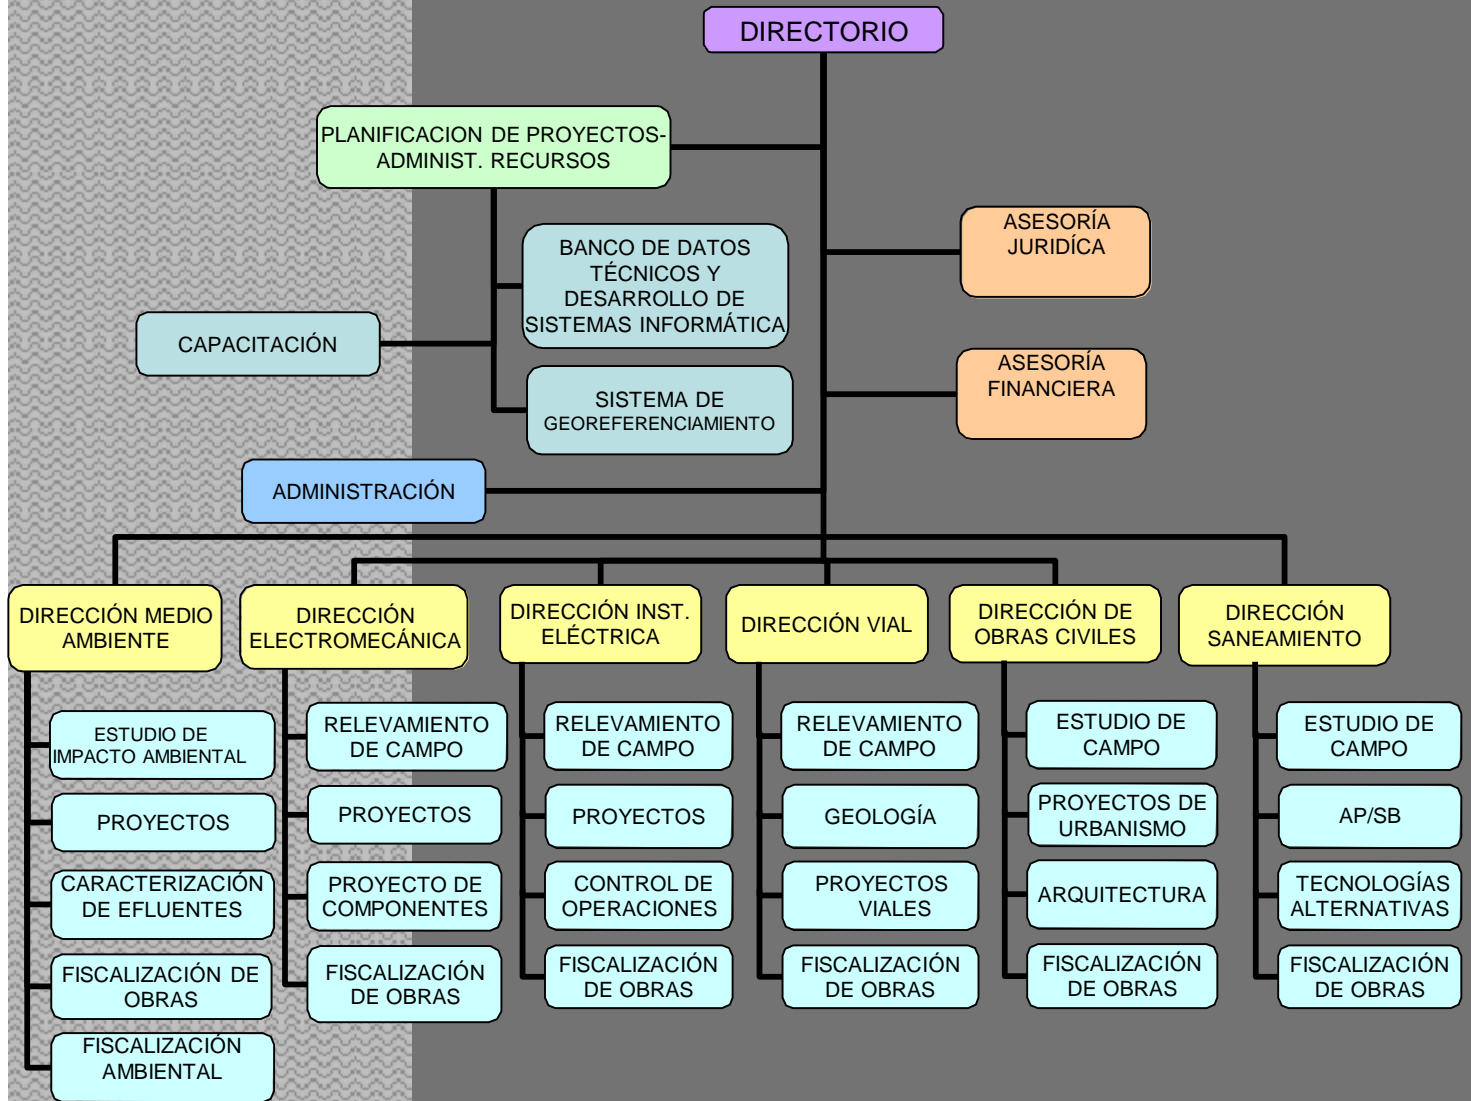 DIRECTORIO
PLANIFICACION DE PROYECTOS-
ADMINIST. RECURSOS
ASESORÍA
JURIDÍCA
BANCO DE DATOS
TÉCNICOS Y
DESARROLLO DE
SISTEMAS INFORMÁTICA
CAPACITACIÓN
ASESORÍA
FINANCIERA
SISTEMA DE
GEOREFERENCIAMIENTO
ADMINISTRACIÓN
DIRECCIÓN MEDIO
AMBIENTE
ESTUDIO DE
IMPACTO AMBIENTAL
PROYECTOS
CARACTERIZACIÓN
DE EFLUENTES
FISCALIZACIÓN DE
OBRAS
FISCALIZACIÓN
AMBIENTAL
DIRECCIÓN
ELECTROMECÁNICA
RELEVAMIENTO
DE CAMPO
PROYECTOS
PROYECTO DE
COMPONENTES
FISCALIZACIÓN
DE OBRAS
DIRECCIÓN INST.
ELÉCTRICA
RELEVAMIENTO
DE CAMPO
PROYECTOS
CONTROL DE
OPERACIONES
FISCALIZACIÓN
DE OBRAS
DIRECCIÓN VIAL
RELEVAMIENTO
DE CAMPO
GEOLOGÍA
PROYECTOS
VIALES
FISCALIZACIÓN
DE OBRAS
DIRECCIÓN DE
OBRAS CIVILES
ESTUDIO DE
CAMPO
PROYECTOS DE
URBANISMO
ARQUITECTURA
FISCALIZACIÓN
DE OBRAS
DIRECCIÓN
SANEAMIENTO
ESTUDIO DE
CAMPO
AP/SB
TECNOLOGÍAS
ALTERNATIVAS
FISCALIZACIÓN
DE OBRAS